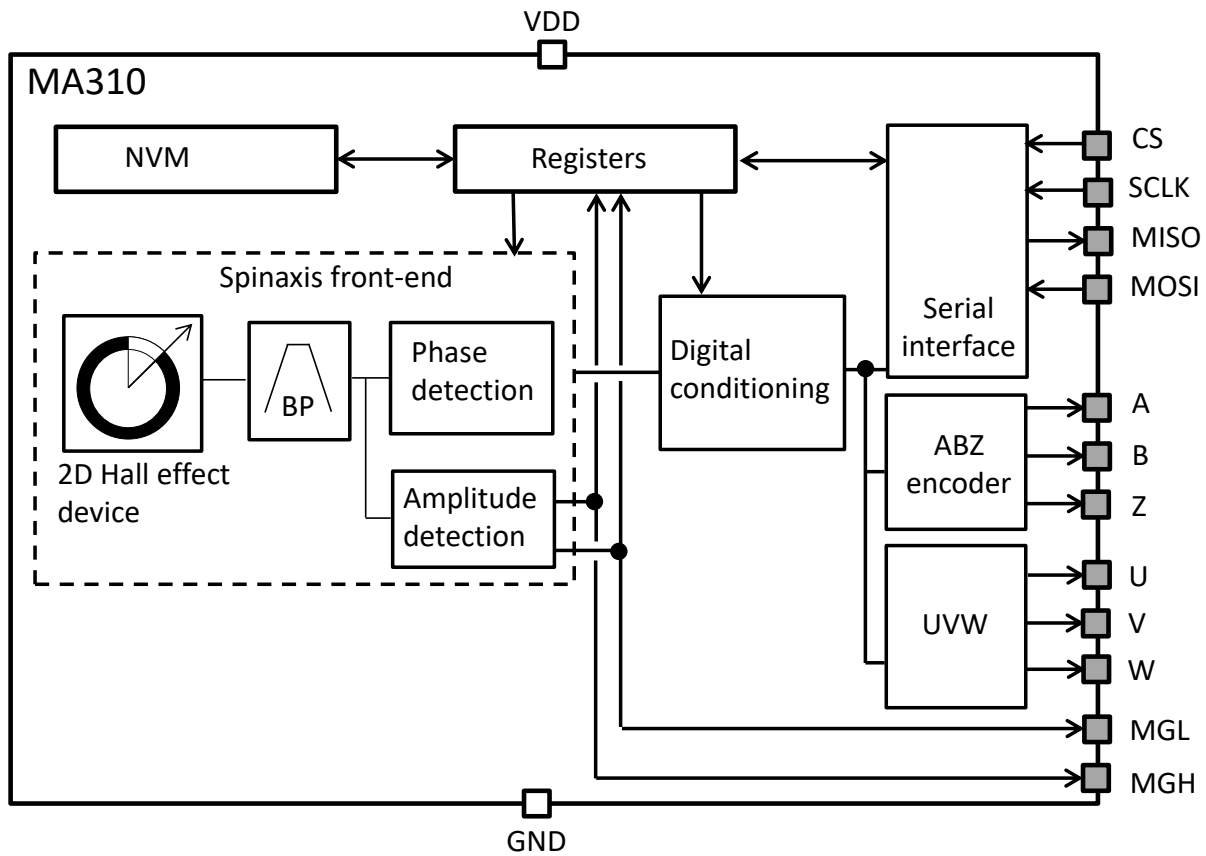 VDD
MA310
NVM
Registers
CS
SCLK
MISO
MOSI
Serial
interface
Spinaxis front-end
2D Hall effect
device
BP
Phase
detection
Amplitude
detection
Digital
conditioning
ABZ
encoder
A
B
Z
UVW
U
V
W
MGL
MGH
GND